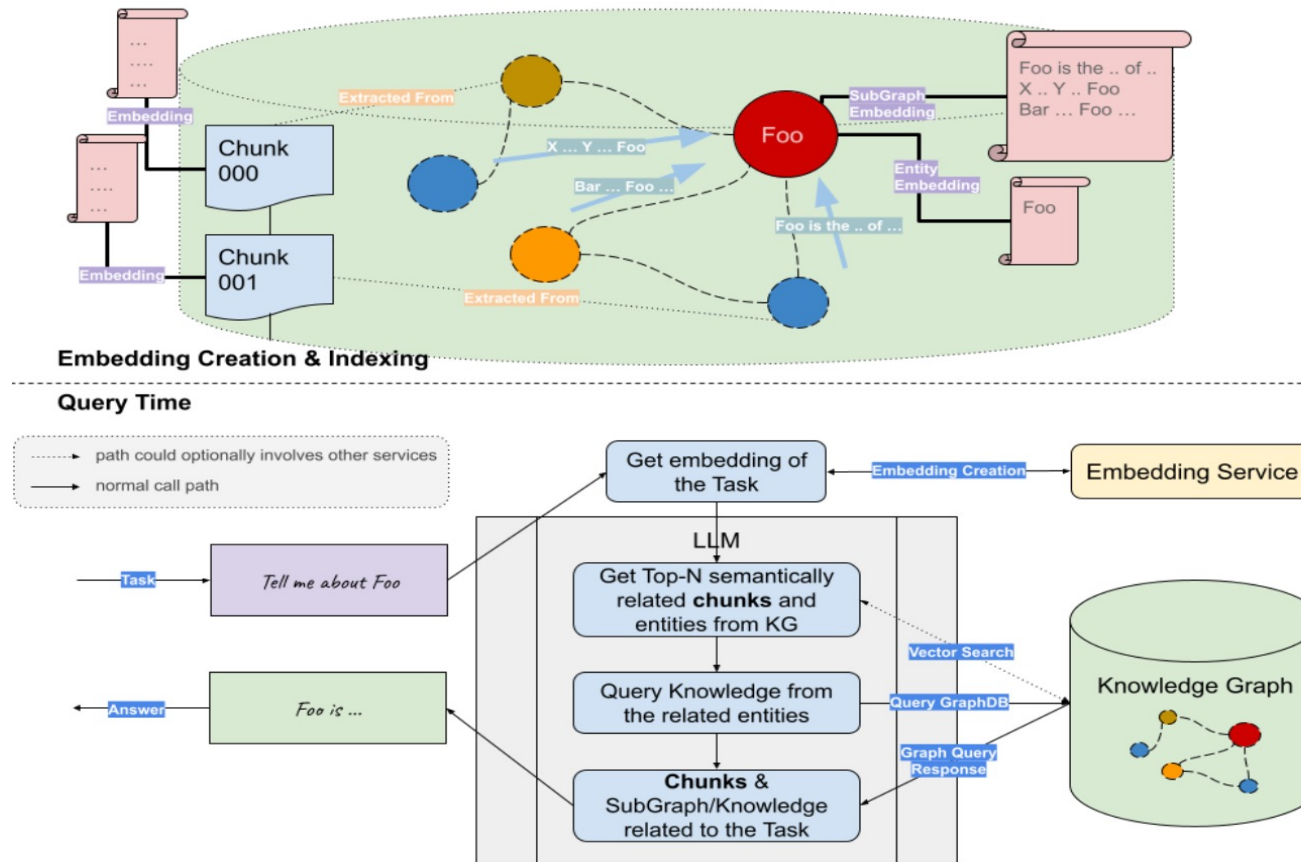 ...
....
...
Embedding
...
....
...
Embedding
Chunk
000
Chunk
001
Extracted From
X ... Y ... Foo
Bar ... Foo ...
Foo is the .. of ...
Extracted From
Foo
SubGraph
Embedding
Entity
Embedding
Foo is the .. of ..
X .. Y .. Foo
Bar ... Foo ...
Foo
Embedding Creation & Indexing
Query Time
path could optionally involves other services
normal call path
Task
Tell me about Foo
Answer
Foo is ...
Get embedding of
the Task
Embedding Creation
Embedding Service
LLM
Get Top-N semantically
related chunks and
entities from KG
Vector Search
Query Knowledge from
the related entities
Query GraphDB
Graph Query
Response
Chunks &
SubGraph/Knowledge
related to the Task
Knowledge Graph